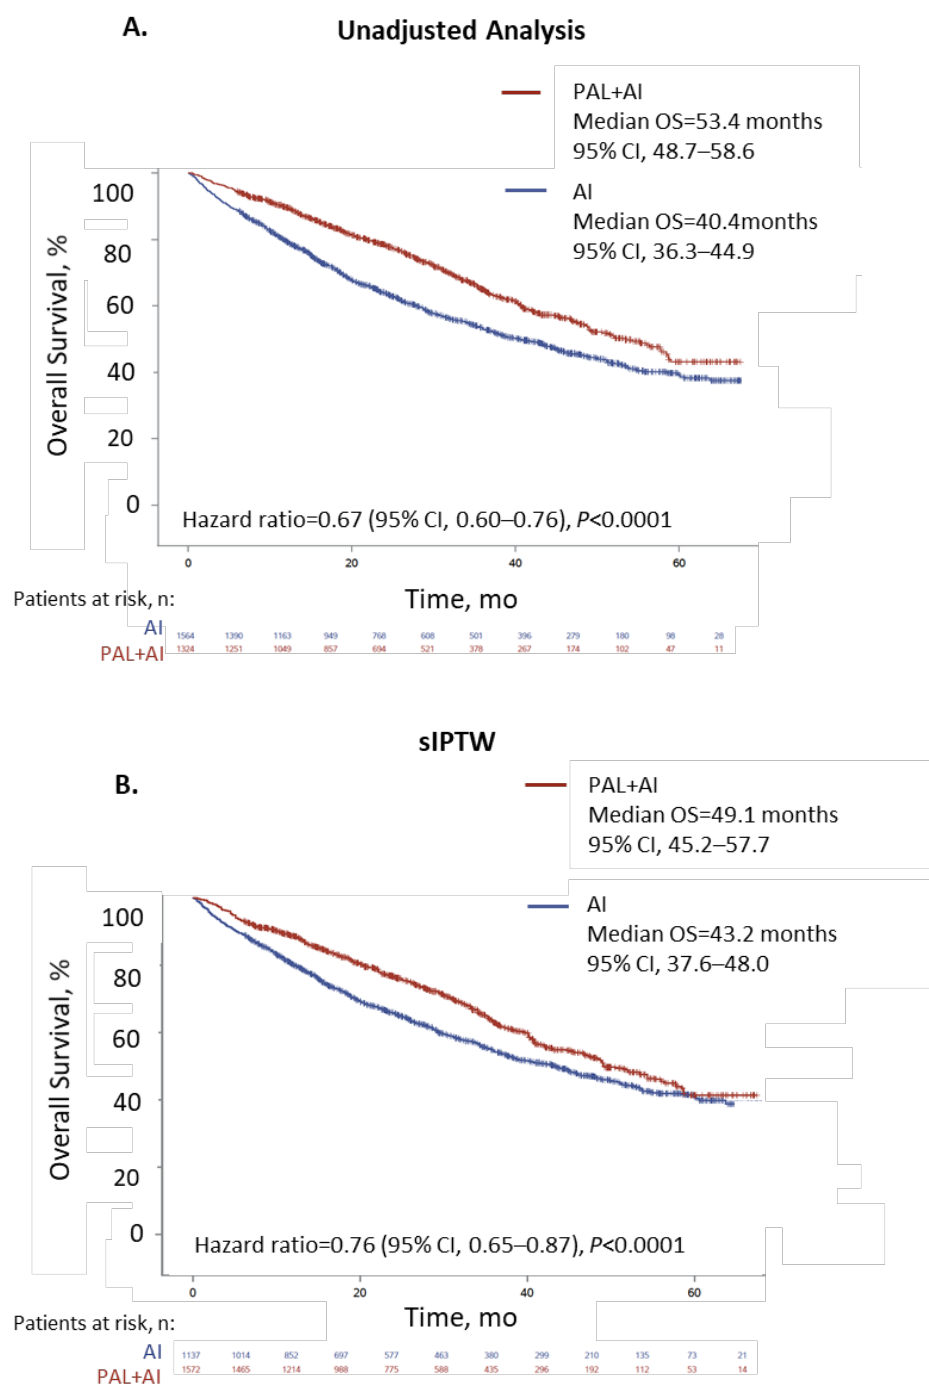 A.
Unadjusted Analysis
PAL+AI
Median OS=53.4 months
95% CI, 48.7–58.6
AI
Median OS=40.4months
95% CI, 36.3–44.9
Overall Survival, %
100
80
60
40
20
0
Hazard ratio=0.67 (95% CI, 0.60–0.76), P<0.0001
0 20 40 60
Time, mo
Patients at risk, n:
AI 1564 1390 1163 949 768 608 501 396 279 180 98 28
PAL+AI 1324 1251 1049 857 694 521 378 267 174 102 47 11
sIPTW
B.
PAL+AI
Median OS=49.1 months
95% CI, 45.2–57.7
AI
Median OS=43.2 months
95% CI, 37.6–48.0
Overall Survival, %
100
80
60
40
20
0
Hazard ratio=0.76 (95% CI, 0.65–0.87), P<0.0001
0 20 40 60
Time, mo
Patients at risk, n:
AI 1137 1014 852 697 577 463 380 299 210 135 73 21
PAL+AI 1572 1465 1214 988 775 588 435 296 192 112 53 14